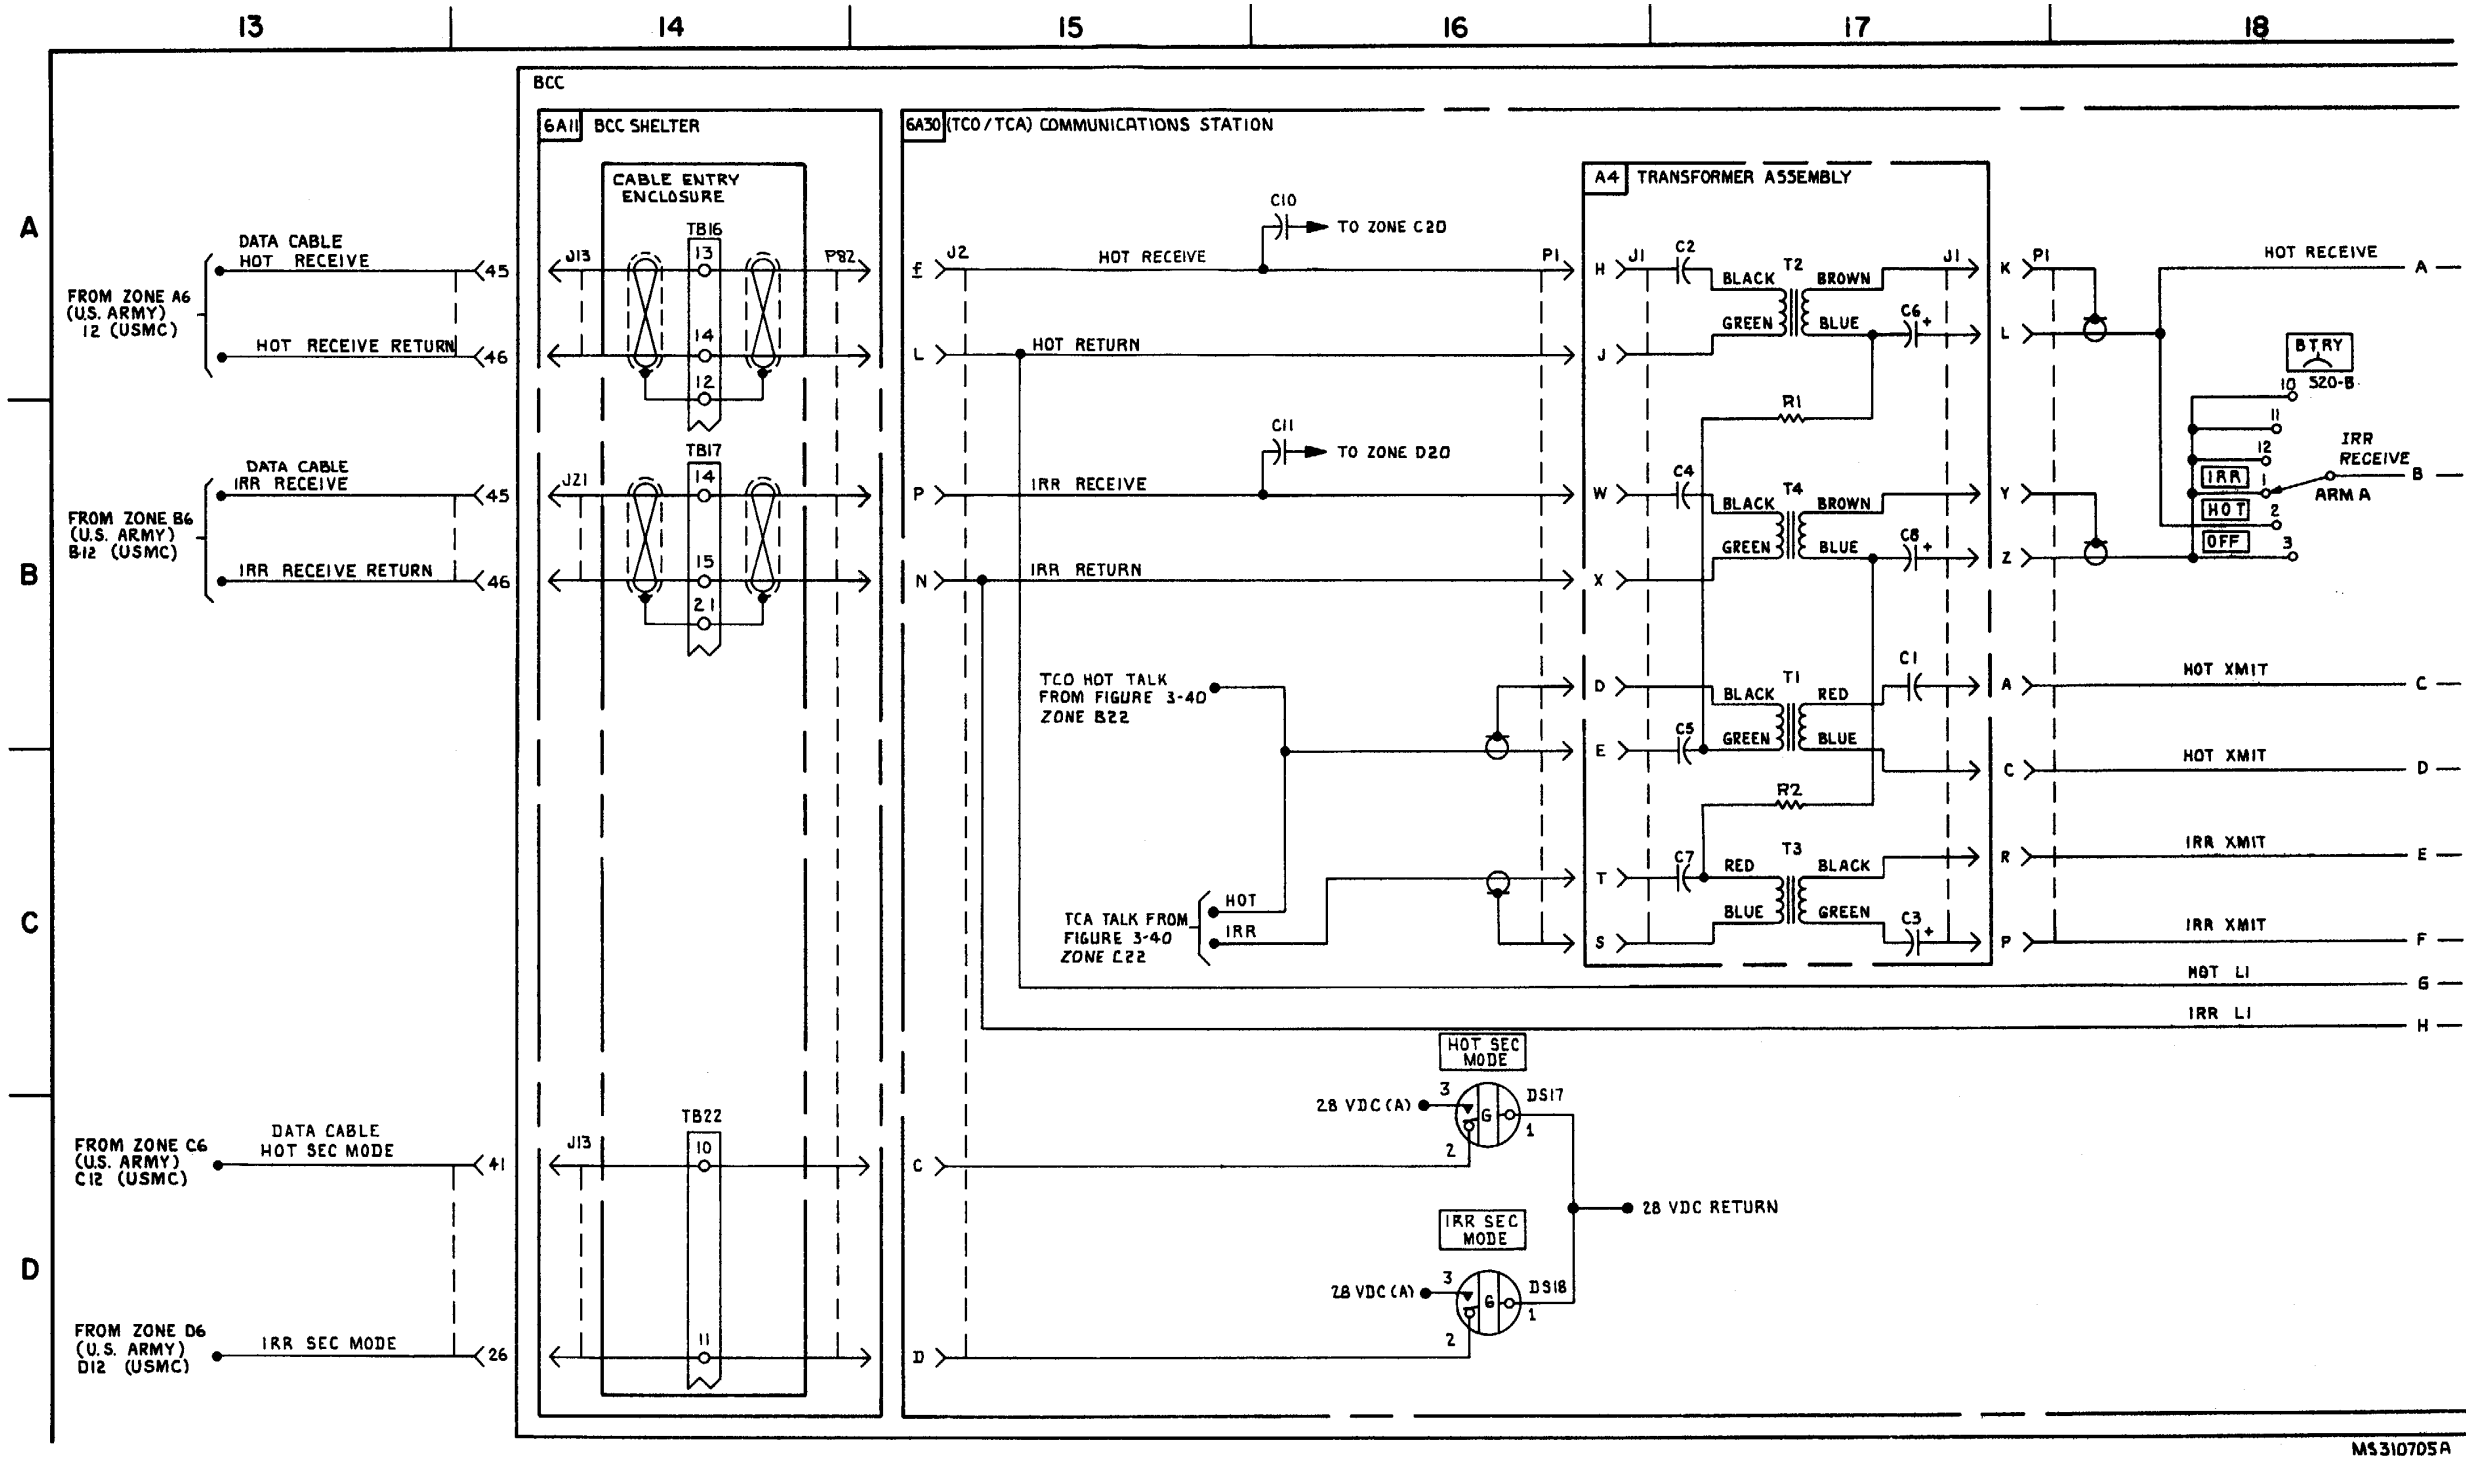 13 14 15 16 17 18
BCC
6A11 BCC SHELTER
6A30 (TCO/TCA) COMMUNICATIONS STATION
CABLE ENTRY
ENCLOSURE
A4 TRANSFORMER ASSEMBLY
A
C10
TO ZONE C20
TB16
DATA CABLE
HOT RECEIVE
45
J13
13
P82
f
J2
HOT RECEIVE
P1
H
J1
C2
BLACK
T2
BROWN
J1
K
P1
HOT RECEIVE
A
FROM ZONE A6
(U.S. ARMY)
12 (USMC)
GREEN
BLUE
C6
+
L
HOT RECEIVE RETURN
46
14
L
HOT RETURN
J
BTRY
S20-B
12
10
R1
11
C11
TO ZONE D20
12
IRR
RECEIVE
B
TB17
DATA CABLE
IRR RECEIVE
45
J21
14
P
IRR RECEIVE
W
C4
BLACK
T4
BROWN
Y
IRR
1
ARM A
HOT
2
FROM ZONE B6
(U.S. ARMY)
B12 (USMC)
B
GREEN
BLUE
C8
+
Z
OFF
3
IRR RECEIVE RETURN
46
15
N
IRR RETURN
X
21
TCO HOT TALK
FROM FIGURE 3-40
ZONE B22
D
BLACK
T1
RED
C1
A
HOT XMIT
C
E
C5
GREEN
BLUE
C
HOT XMIT
D
R2
C
T
C7
RED
T3
BLACK
R
IRR XMIT
E
TCA TALK FROM
FIGURE 3-40
ZONE C22
HOT
IRR
S
BLUE
GREEN
C3
+
P
IRR XMIT
F
HOT L1
G
IRR L1
H
HOT SEC
MODE
28 VDC (A)
3
G
DS17
1
2
TB22
FROM ZONE C6
(U.S. ARMY)
C12 (USMC)
DATA CABLE
HOT SEC MODE
41
J13
10
C
28 VDC RETURN
D
IRR SEC
MODE
28 VDC (A)
3
G
DS18
1
2
FROM ZONE D6
(U.S. ARMY)
D12 (USMC)
IRR SEC MODE
26
11
D
MS310705A